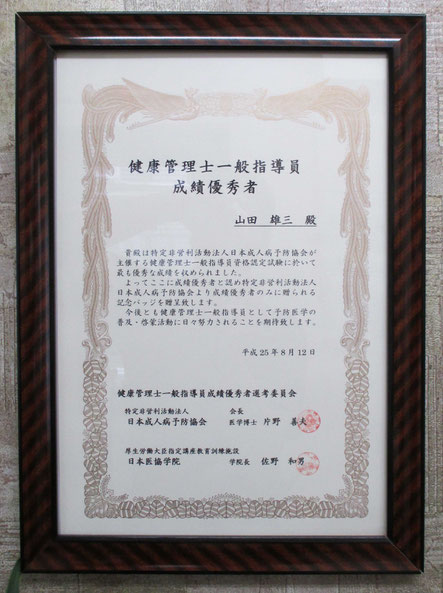 健康管理士一般指導員
成績優秀者
山田 雄三 殿
貴殿は特定非営利活動法人日本成人病予防協会が
主催する健康管理士一般指導員資格認定試験に於いて
最も優秀な成績を収められました。
よってここに成績優秀者と認め特定非営利活動法人
日本成人病予防協会より成績優秀者のみに贈られる
記念バッジを贈呈致します。
今後とも健康管理士一般指導員として予防医学の
普及・啓蒙活動に日々努力されることを期待致します。
平成25年8月12日
健康管理士一般指導員成績優秀者選考委員会
特定非営利活動法人 会長
日本成人病予防協会 医学博士 片野 善夫
厚生労働大臣指定講座教育訓練施設
日本医協学院 学院長 佐野 和男